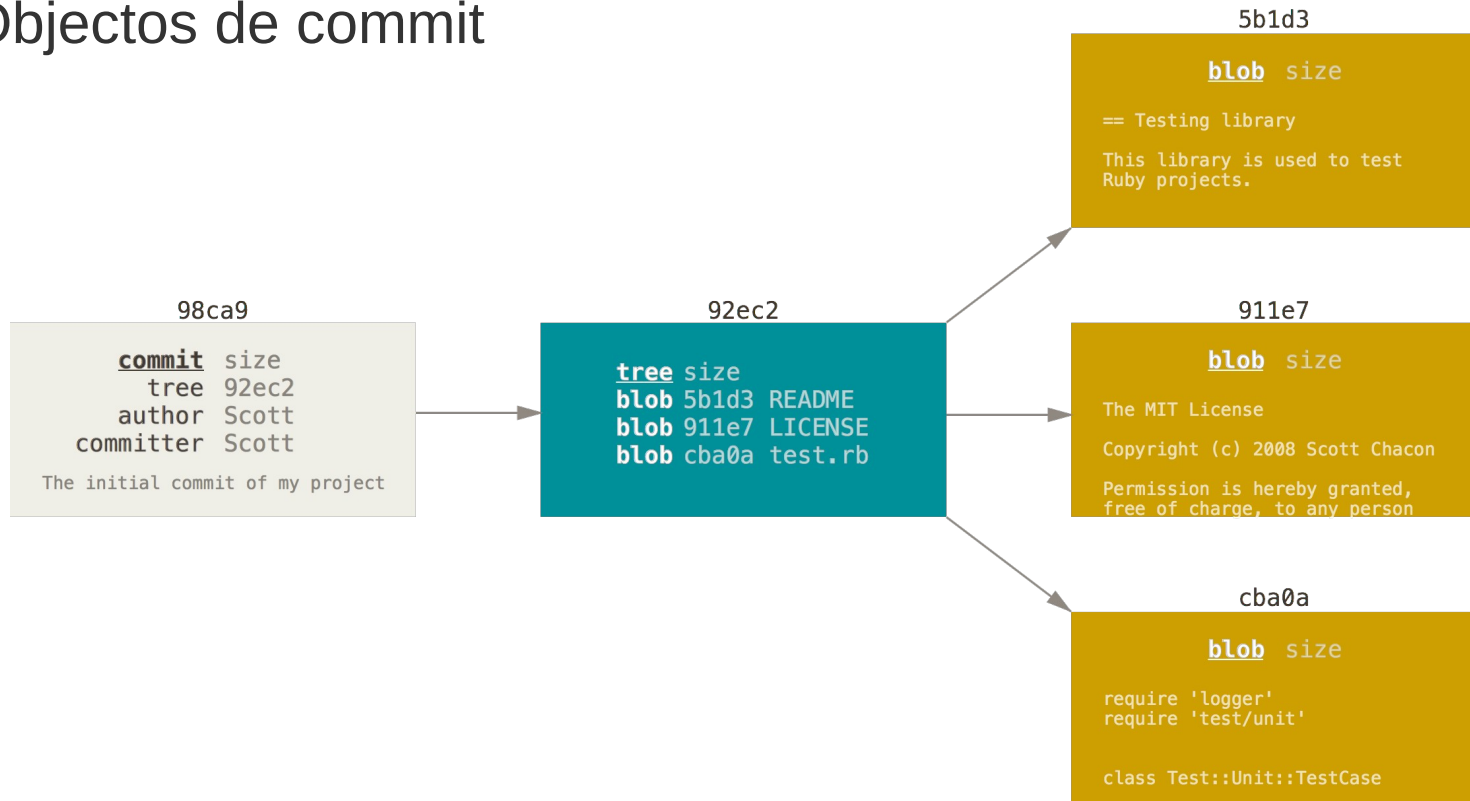 Objectos de commit
98ca9
commit size
tree 92ec2
author Scott
committer Scott
The initial commit of my project
92ec2
tree size
blob 5b1d3 README
blob 911e7 LICENSE
blob cba0a test.rb
5b1d3
blob size
== Testing library
This library is used to test
Ruby projects.
911e7
blob size
The MIT License
Copyright (c) 2008 Scott Chacon
Permission is hereby granted,
free of charge, to any person
cba0a
blob size
require 'logger'
require 'test/unit'
class Test::Unit::TestCase